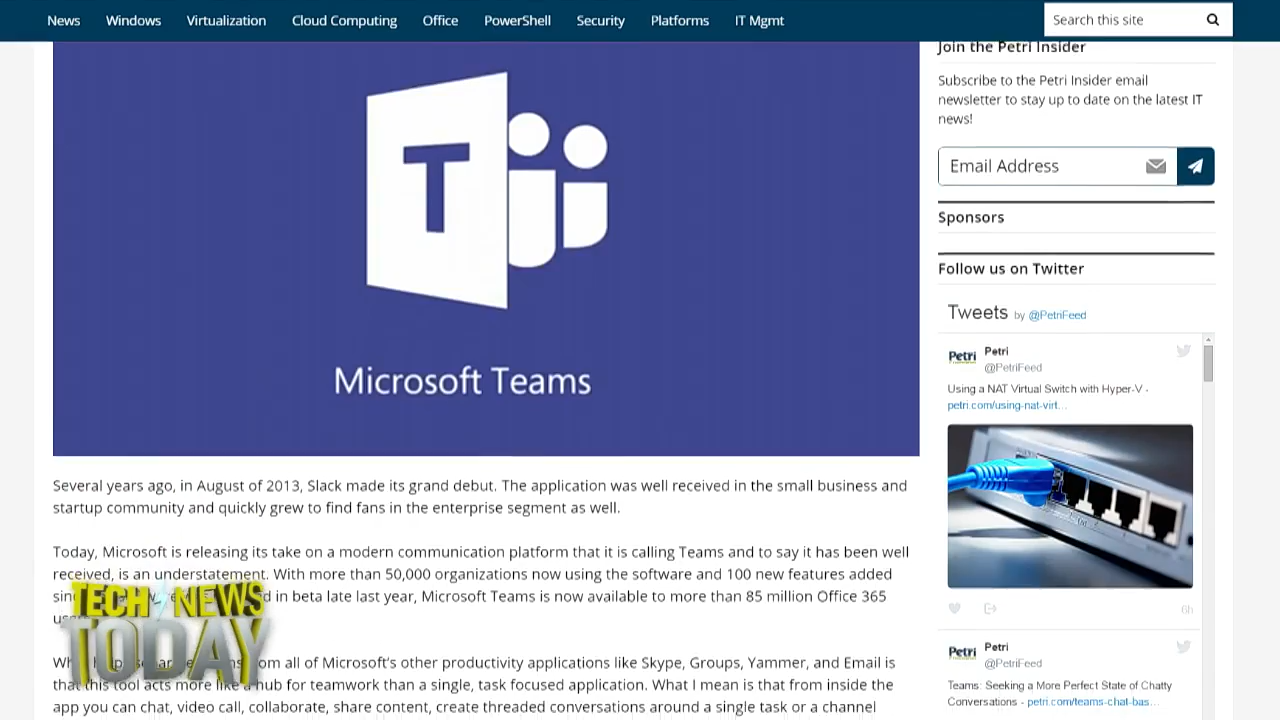 News Windows Virtualization Cloud Computing Office PowerShell Security Platforms IT Mgmt Search this site
T
Microsoft Teams
Several years ago, in August of 2013, Slack made its grand debut. The application was well received in the small business and
startup community and quickly grew to find fans in the enterprise segment as well.
Today, Microsoft is releasing its take on a modern communication platform that it is calling Teams and to say it has been well
received, is an understatement. With more than 50,000 organizations now using the software and 100 new features added
in beta late last year, Microsoft Teams is now available to more than 85 million Office 365
from all of Microsoft's other productivity applications like Skype, Groups, Yammer, and Email is
that this tool acts more like a hub for teamwork than a single, task focused application. What I mean is that from inside the
app you can chat, video call, collaborate, share content, create threaded conversations around a single task or a channel
TECH NEWS
TODAY
Join the Petri Insider
Subscribe to the Petri Insider email
newsletter to stay up to date on the latest IT
news!
Email Address
Sponsors
Follow us on Twitter
Tweets by @PetriFeed
Petri
Petri
@PetriFeed
Using a NAT Virtual Switch with Hyper-V -
petri.com/using-nat-virt...
6h
Petri
Petri
@PetriFeed
Teams: Seeking a More Perfect State of Chatty
Conversations - petri.com/teams-chat-bas...